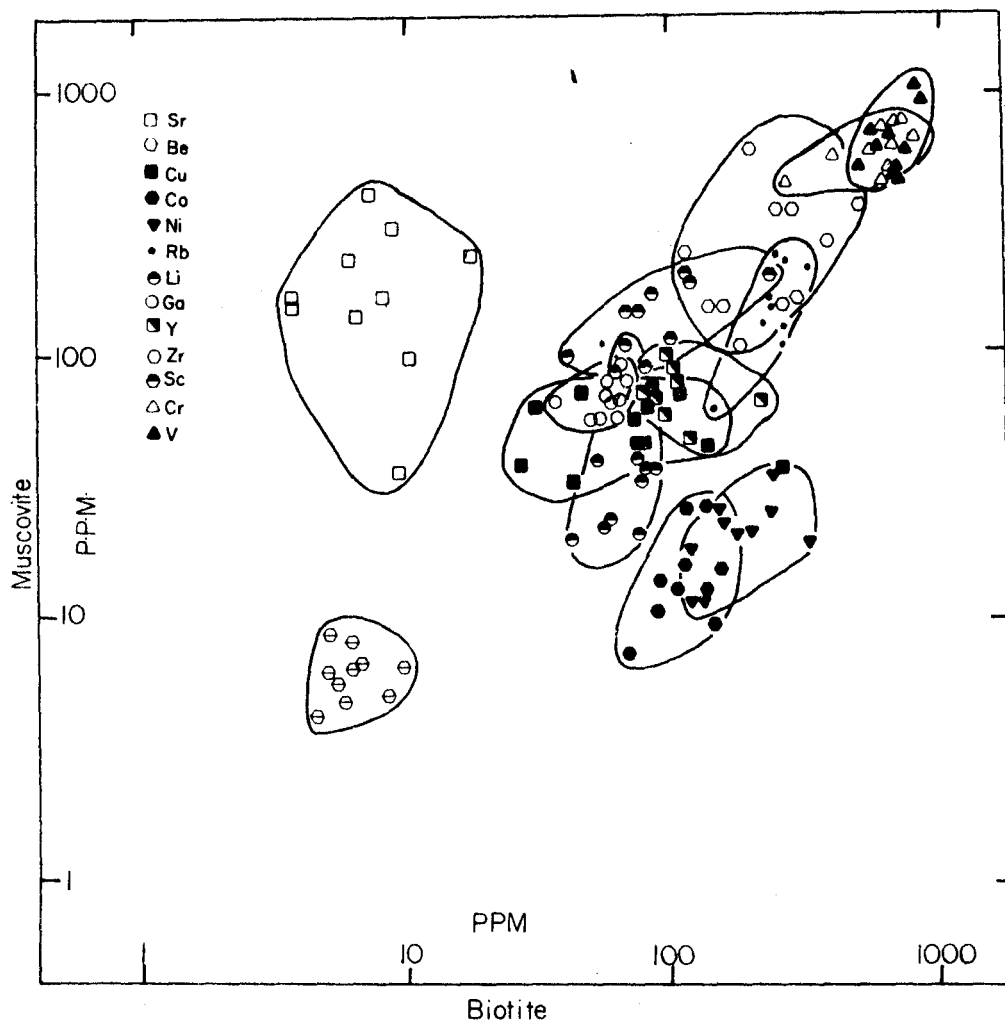 1000
Sr
Be
Cu
Co
Ni
Rb
Li
Ga
Y
Zr
Sc
Cr
V
100
Muscovite
P.P.M.
10
1
PPM
10
100
1000
Biotite